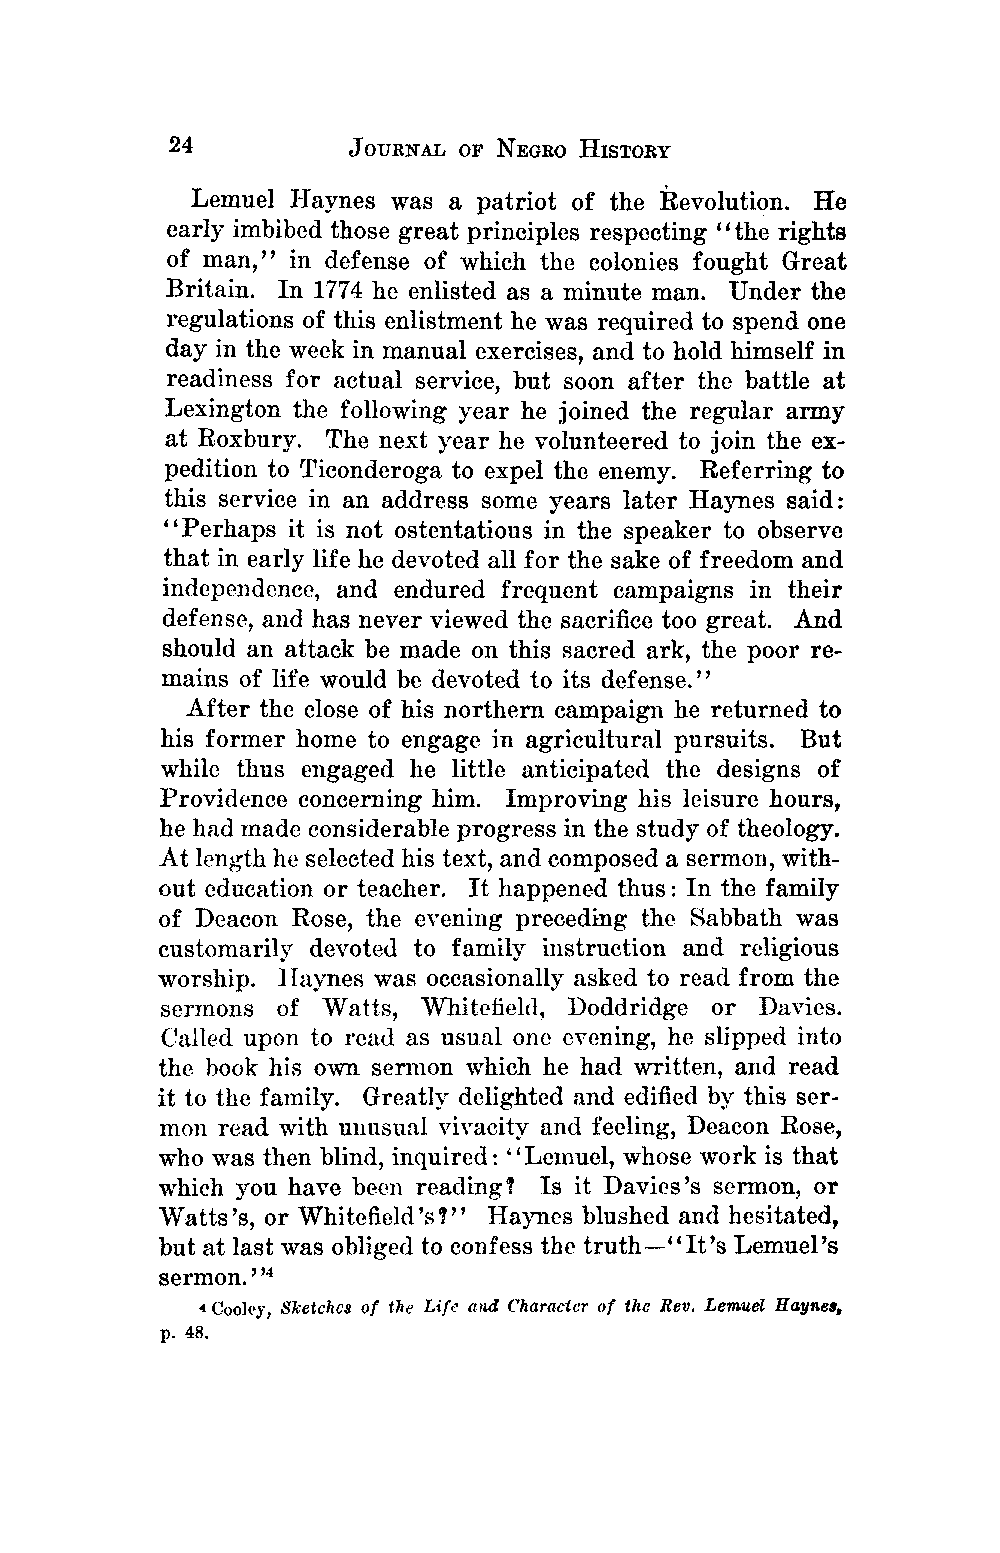 24 JOURNAL OF NEGRO HISTORY
Lemuel Haynes was a patriot of the Revolution. He
early imbibed those great principles respecting "the rights
of man," in defense of which the colonies fought Great
Britain. In 1774 he enlisted as a minute man. Under the
regulations of this enlistment he was required to spend one
day in the week in manual exercises, and to hold himself in
readiness for actual service, but soon after the battle at
Lexington the following year he joined the regular army
at Roxbury. The next year he volunteered to join the ex-
pedition to Ticonderoga to expel the enemy. Referring to
this service in an address some years later Haynes said:
"Perhaps it is not ostentatious in the speaker to observe
that in early life he devoted all for the sake of freedom and
independence, and endured frequent campaigns in their
defense, and has never viewed the sacrifice too great. And
should an attack be made on this sacred ark, the poor re-
mains of life would be devoted to its defense."
After the close of his northern campaign he returned to
his former home to engage in agricultural pursuits. But
while thus engaged he little anticipated the designs of
Providence concerning him. Improving his leisure hours,
he had made considerable progress in the study of theology.
At length he selected his text, and composed a sermon, with-
out education or teacher. It happened thus: In the family
of Deacon Rose, the evening preceding the Sabbath was
customarily devoted to family instruction and religious
worship. Haynes was occasionally asked to read from the
sermons of Watts, Whitefield, Doddridge or Davies.
Called upon to read as usual one evening, he slipped into
the book his own sermon which he had written, and read
it to the family. Greatly delighted and edified by this ser-
mon read with unusual vivacity and feeling, Deacon Rose,
who was then blind, inquired: "Lemuel, whose work is that
which you have been reading? Is it Davies's sermon, or
Watts's, or Whitefield's?" Haynes blushed and hesitated,
but at last was obliged to confess the truth—"It's Lemuel's
sermon."4
4 Cooley, Sketches of the Life and Character of the Rev. Lemuel Haynes,
p. 48.